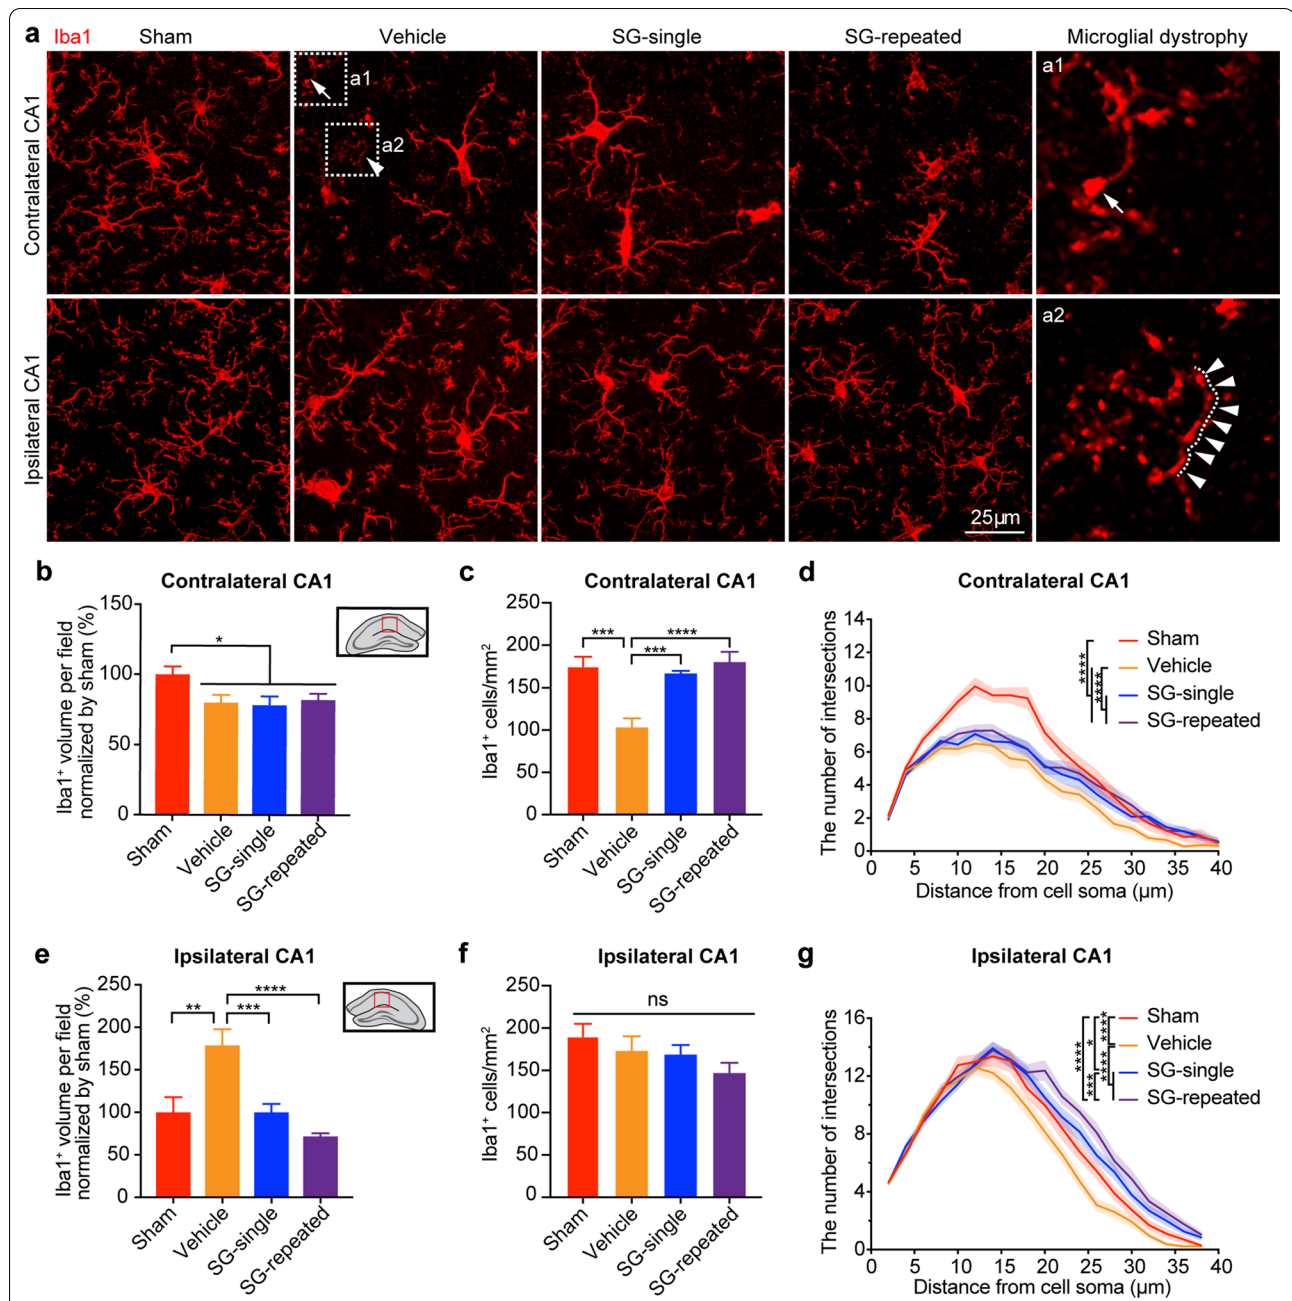 a
Iba1 Sham Vehicle SG-single SG-repeated Microglial dystrophy
Contralateral CA1
a1
a2
a1
Ipsilateral CA1
a2
25µm
b
Contralateral CA1
Iba1+ volume per field
normalized by sham (%)
150
100
50
0
*
Sham
Vehicle
SG-single
SG-repeated
c
Contralateral CA1
Iba1+ cells/mm2
250
200
150
100
50
0
*** **** ***
Sham
Vehicle
SG-single
SG-repeated
d
Contralateral CA1
The number of intersections
14
12
10
8
6
4
2
0
5 10 15 20 25 30 35 40
Distance from cell soma (µm)
Sham
Vehicle
SG-single
SG-repeated
****
****
e
Ipsilateral CA1
Iba1+ volume per field
normalized by sham (%)
250
200
150
100
50
0
** *** ****
Sham
Vehicle
SG-single
SG-repeated
f
Ipsilateral CA1
Iba1+ cells/mm2
250
200
150
100
50
0
ns
Sham
Vehicle
SG-single
SG-repeated
g
Ipsilateral CA1
The number of intersections
16
12
8
4
0
0 5 10 15 20 25 30 35 40
Distance from cell soma (µm)
Sham
Vehicle
SG-single
SG-repeated
****
*
***
****
****